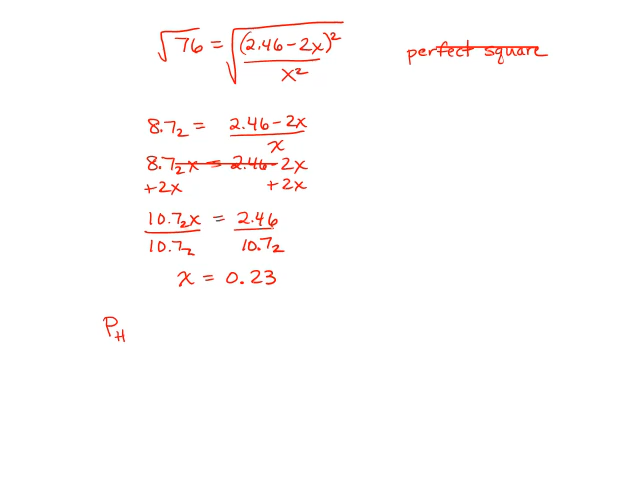 √76 = √((2.46 - 2x)² / x²)
perfect square
8.7₂ = (2.46 - 2x) / x
8.7₂x = 2.46 - 2x
+2x +2x
10.7₂x / 10.7₂ = 2.46 / 10.7₂
x = 0.23
P_H